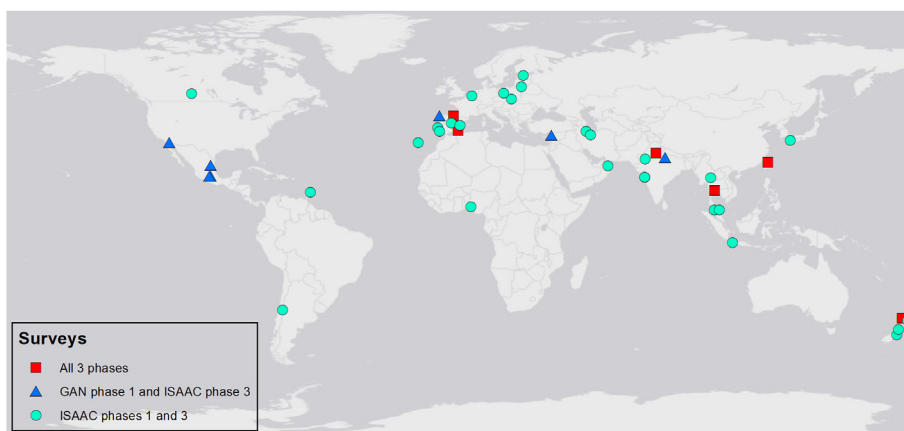 Surveys
All 3 phases
GAN phase 1 and ISAAC phase 3
ISAAC phases 1 and 3